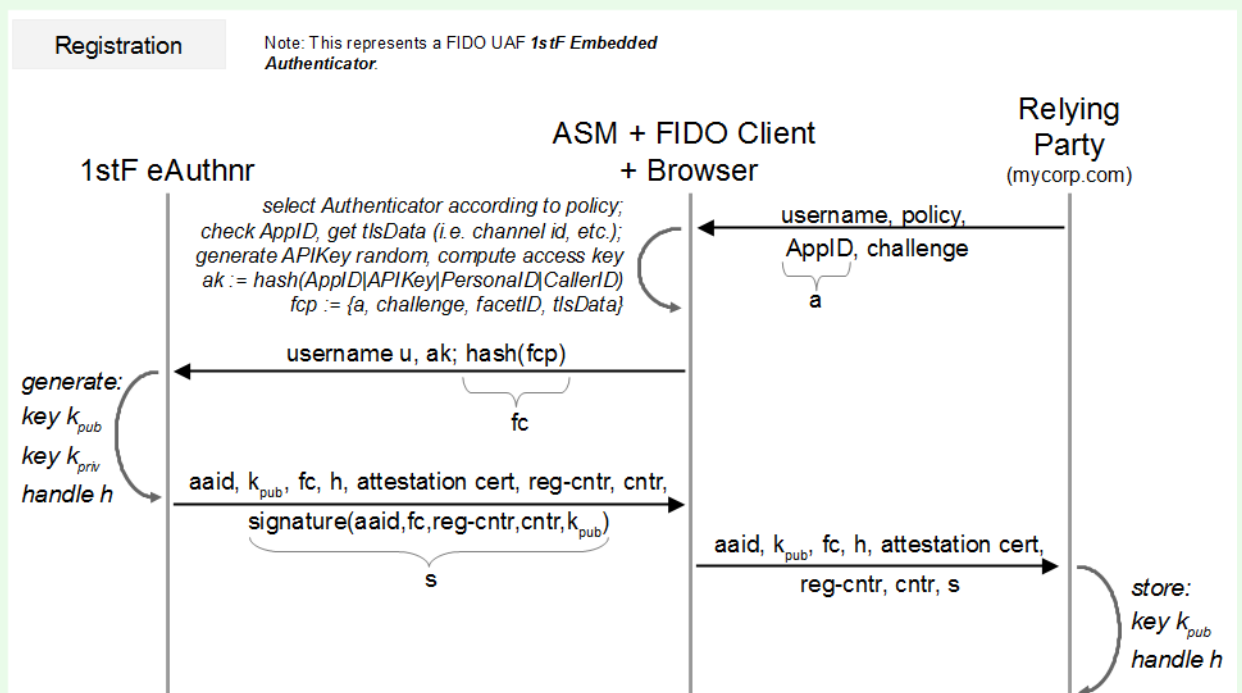 Registration
Note: This represents a FIDO UAF 1stF Embedded
Authenticator.
1stF eAuthnr
ASM + FIDO Client
+ Browser
Relying
Party
(mycorp.com)
select Authenticator according to policy;
check AppID, get tlsData (i.e. channel id, etc.);
generate APIKey random, compute access key
ak := hash(AppID|APIKey|PersonaID|CallerID)
fcp := {a, challenge, facetID, tlsData}
username, policy,
AppID, challenge
a
username u, ak; hash(fcp)
fc
generate:
key kpub
key kpriv
handle h
aaid, kpub, fc, h, attestation cert, reg-cntr, cntr,
signature(aaid,fc,reg-cntr,cntr,kpub)
s
aaid, kpub, fc, h, attestation cert,
reg-cntr, cntr, s
store:
key kpub
handle h